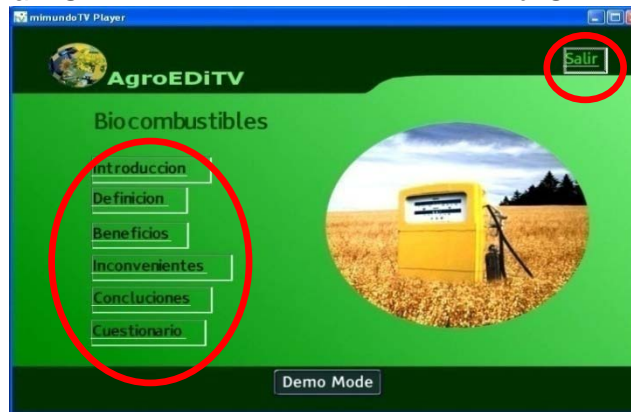 mimundoTV Player
Salir
AgroEDiTV
Biocombustibles
Introduccion
Definicion
Beneficios
Inconvenientes
Concluciones
Cuestionario
Demo Mode